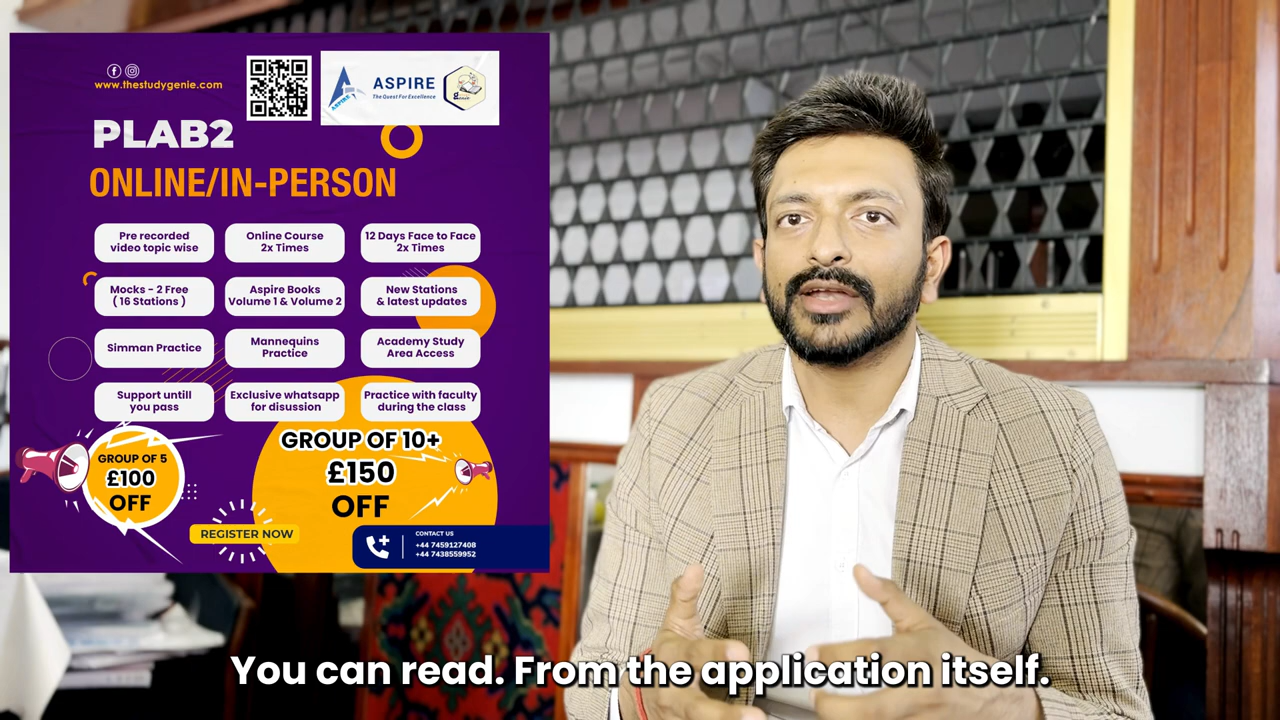 www.thestudygenie.com
ASPIRE
The Quest For Excellence
ASPIRE
PLAB2
ONLINE/IN-PERSON
Pre recorded
video topic wise
Online Course
2x Times
12 Days Face to Face
2x Times
Mocks - 2 Free
( 16 Stations )
Aspire Books
Volume 1 & Volume 2
New Stations
& latest updates
Simman Practice
Mannequins
Practice
Academy Study
Area Access
Support untill
you pass
Exclusive whatsapp
for disussion
Practice with faculty
during the class
GROUP OF 5
£100
OFF
GROUP OF 10+
£150
OFF
REGISTER NOW
CONTACT US
+44 7459127408
+44 7438559952
You can read. From the application itself.